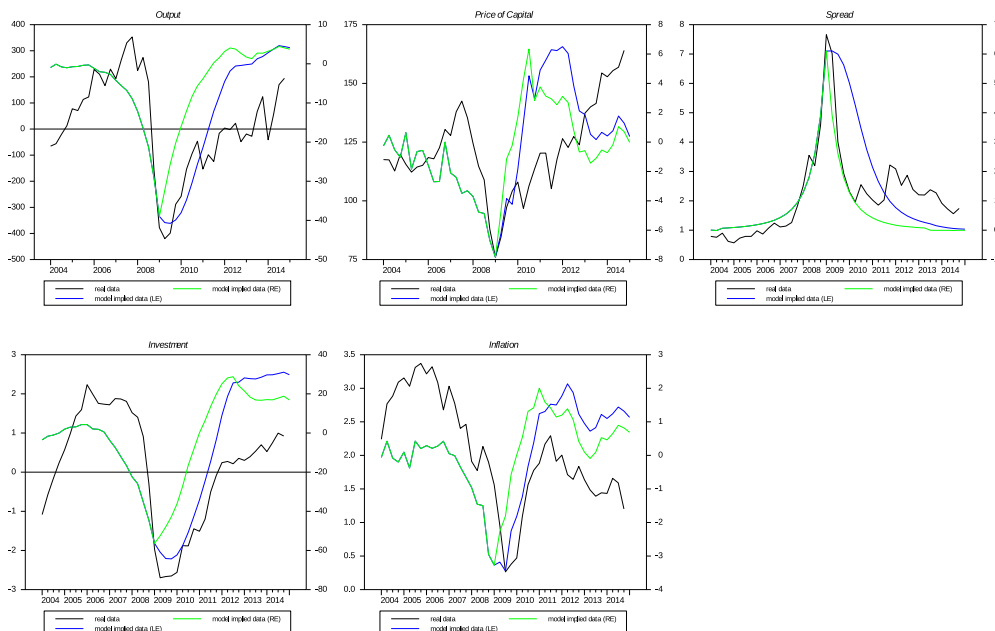 Output
Price of Capital
Spread
400 10 175 8 8
300 7
200 0 6 6
100 150 4 5
0 -10 2 4
-100 -20 125 0 3
-200 -30 -2 2
-300 100 -4 1
-400 -40 -6 0
-500 -50 75 -8
2004 2006 2008 2010 2012 2014
2004 2006 2008 2010 2012 2014
2004 2005 2006 2007 2008 2009 2010 2011 2012 2013 2014
real data model implied data (RE)
model implied data (LE)
real data model implied data (RE)
model implied data (LE)
real data model implied data (RE)
model implied data (LE)
Investment
Inflation
3 40 3.5 3
2 20 3.0 2
1 0 2.5 1
0 -20 2.0 0
-1 -40 1.5 -1
-2 -60 1.0 -2
-3 -80 0.5 -3
0.0 -4
2004 2005 2006 2007 2008 2009 2010 2011 2012 2013 2014
2004 2005 2006 2007 2008 2009 2010 2011 2012 2013 2014
real data model implied data (RE)
model implied data (LE)
real data model implied data (RE)
model implied data (LE)